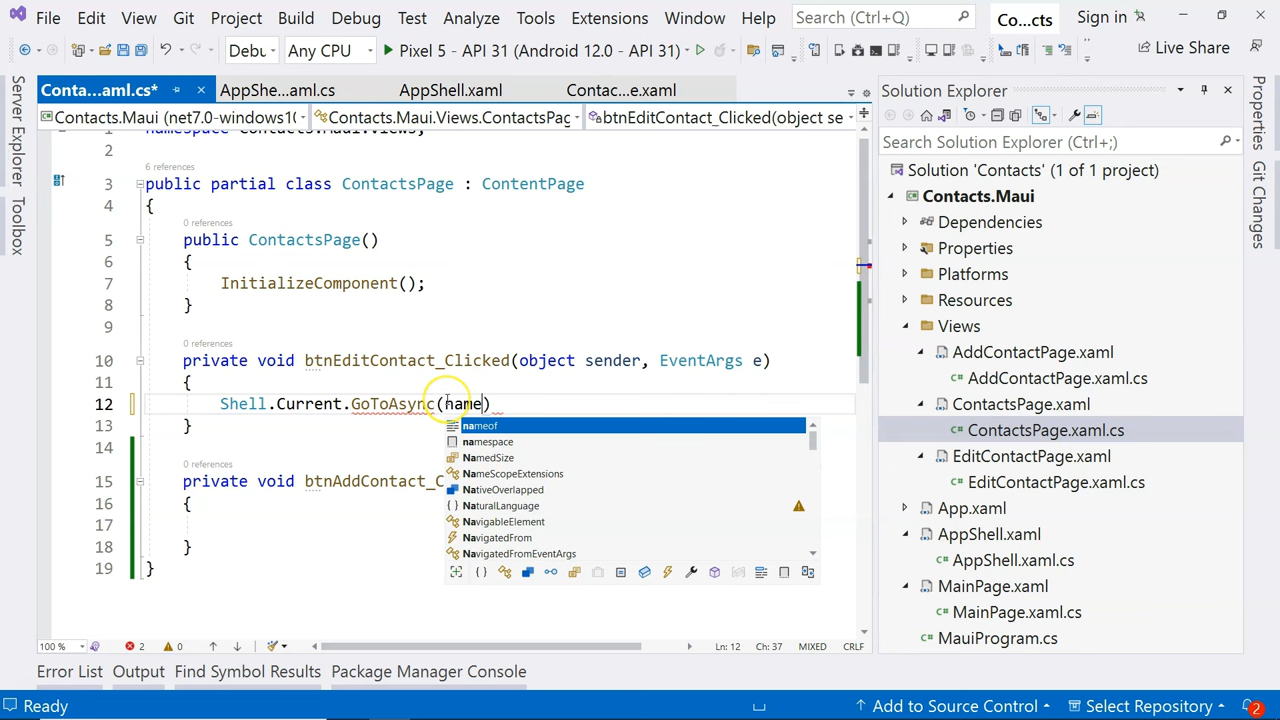 File Edit View Git Project Build Debug Test Analyze Tools Extensions Window Help Search (Ctrl+Q) Co...cts Sign in
Debu Any CPU Pixel 5 - API 31 (Android 12.0 - API 31) Live Share
Conta...aml.cs* AppShe...aml.cs AppShell.xaml Contac...e.xaml
Contacts.Maui (net7.0-windows10 Contacts.Maui.Views.ContactsPag btnEditContact_Clicked(object se
1 namespace Contacts.Maui.Views;
2
6 references
3 public partial class ContactsPage : ContentPage
4 {
0 references
5 public ContactsPage()
6 {
7 InitializeComponent();
8 }
9
0 references
10 private void btnEditContact_Clicked(object sender, EventArgs e)
11 {
12 Shell.Current.GoToAsync(name)
13 }
14
0 references
15 private void btnAddContact_C
16 {
17
18 }
19 }
nameof
namespace
NamedSize
NameScopeExtensions
NativeOverlapped
NaturalLanguage
NavigableElement
NavigatedFrom
NavigatedFromEventArgs
100 % 2 0 Ln: 12 Ch: 37 MIXED CRLF
Error List Output Find Symbol Results Package Manager Console
Ready Add to Source Control Select Repository 2
Server Explorer
Toolbox
Solution Explorer
Search Solution Explorer (Ctrl+;)
Solution 'Contacts' (1 of 1 project)
Contacts.Maui
Dependencies
Properties
Platforms
Resources
Views
AddContactPage.xaml
C# AddContactPage.xaml.cs
ContactsPage.xaml
C# ContactsPage.xaml.cs
EditContactPage.xaml
C# EditContactPage.xaml.cs
App.xaml
AppShell.xaml
C# AppShell.xaml.cs
MainPage.xaml
C# MainPage.xaml.cs
C# MauiProgram.cs
Properties
Git Changes